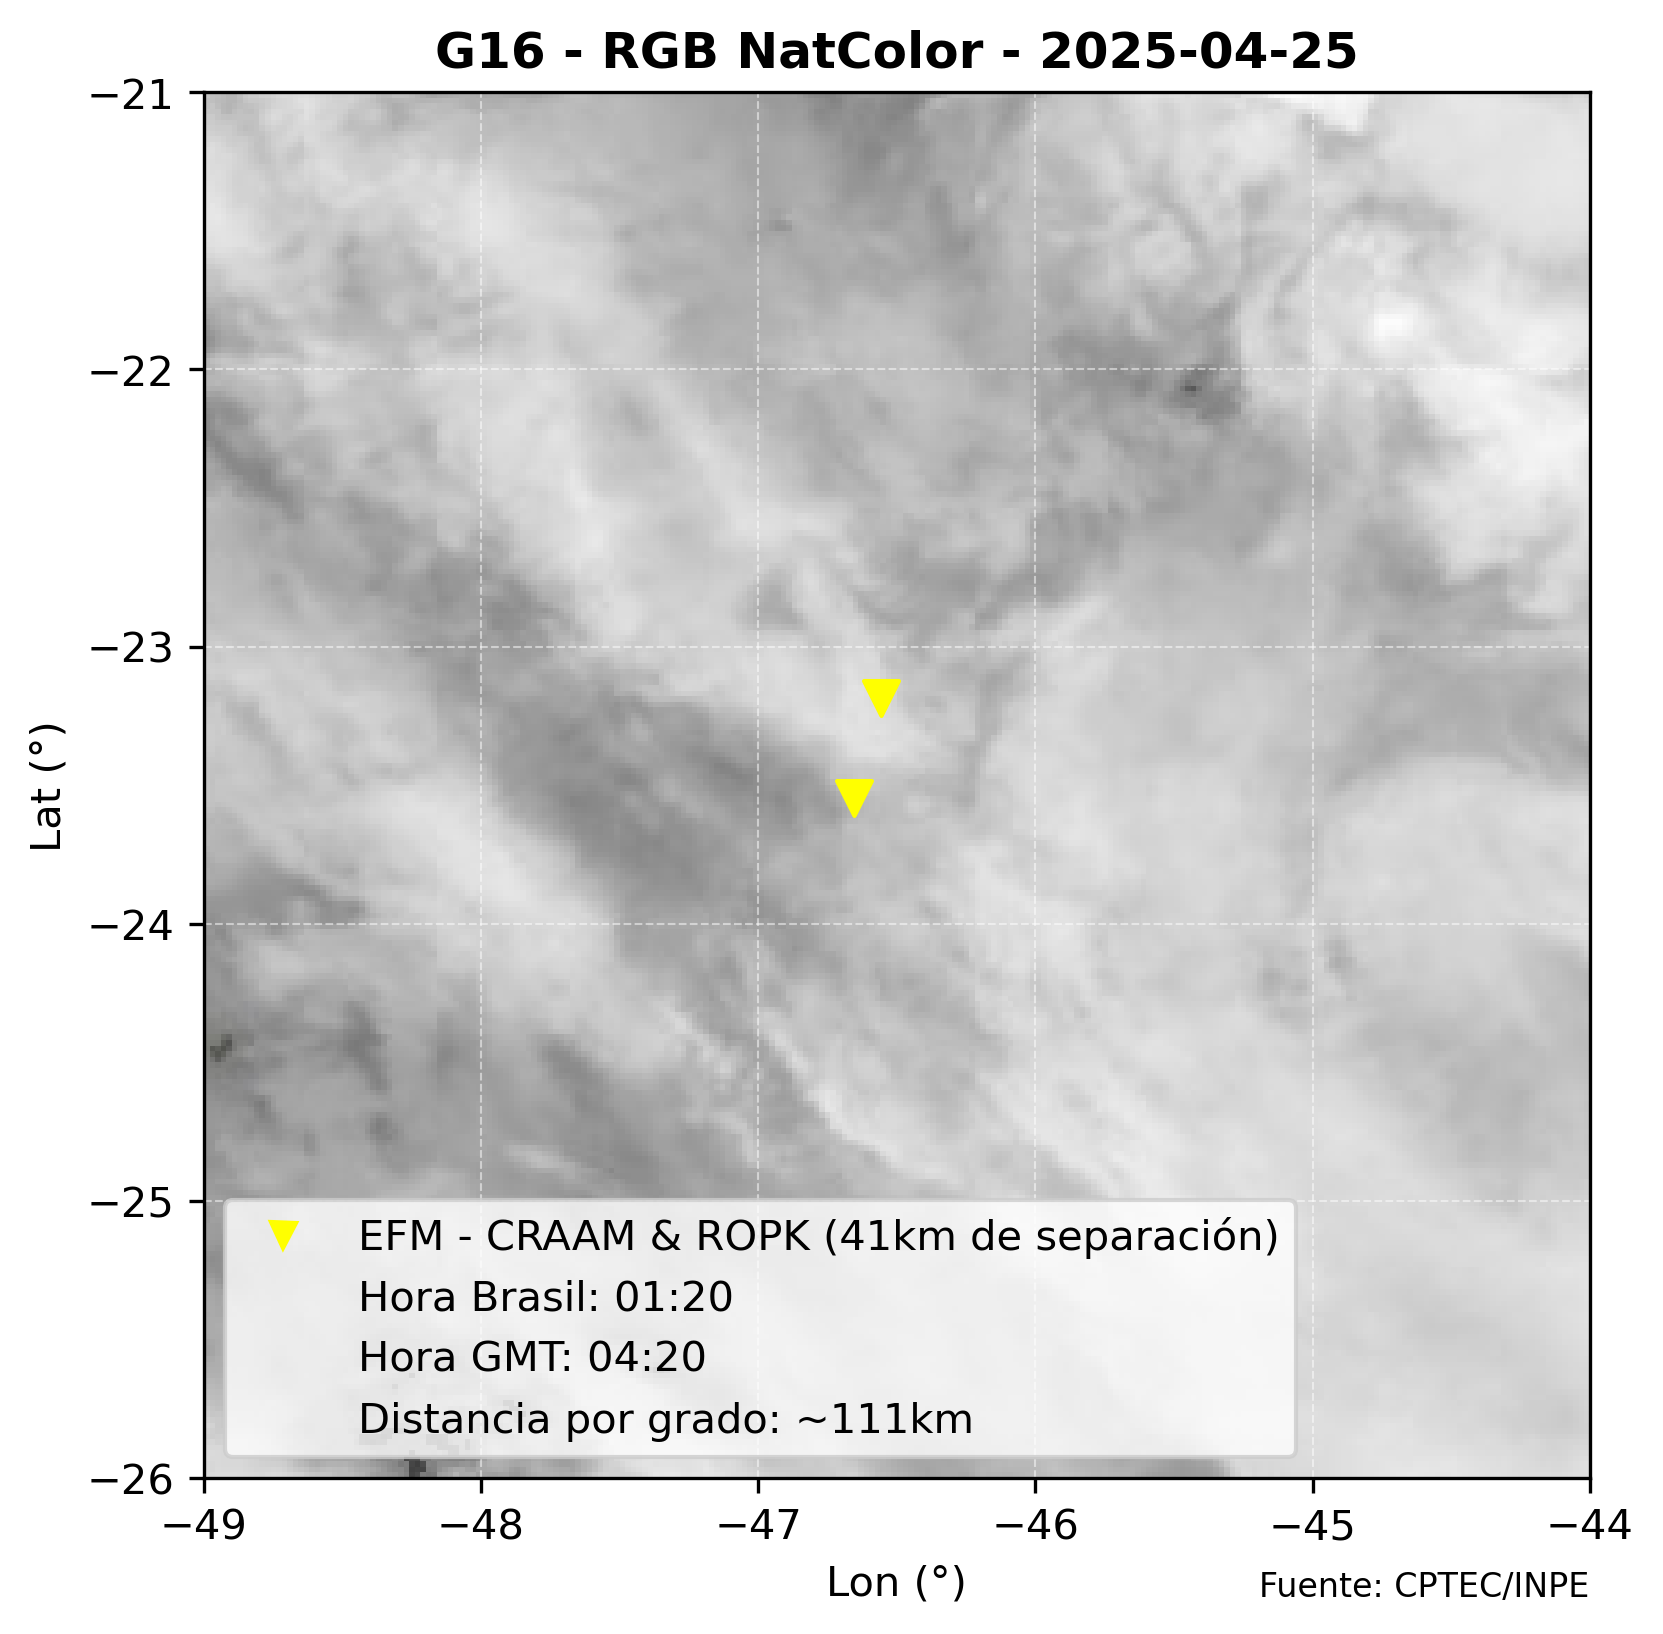 G16 - RGB NatColor - 2025-04-25
−21
−22
−23
−24
−25
−26
Lat (°)
EFM - CRAAM & ROPK (41km de separación)
Hora Brasil: 01:20
Hora GMT: 04:20
Distancia por grado: ~111km
−49 −48 −47 −46 −45 −44
Lon (°)
Fuente: CPTEC/INPE